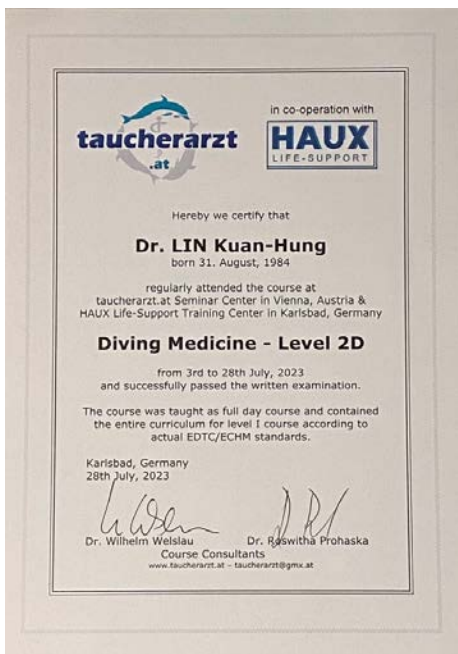 taucherarzt
.at
in co-operation with
HAUX
LIFE-SUPPORT
Hereby we certify that
Dr. LIN Kuan-Hung
born 31. August, 1984
regularly attended the course at
taucherarzt.at Seminar Center in Vienna, Austria &
HAUX Life-Support Training Center in Karlsbad, Germany
Diving Medicine - Level 2D
from 3rd to 28th July, 2023
and successfully passed the written examination.
The course was taught as full day course and contained
the entire curriculum for level I course according to
actual EDTC/ECHM standards.
Karlsbad, Germany
28th July, 2023
Dr. Wilhelm Welslau Dr. Roswitha Prohaska
Course Consultants
www.taucherarzt.at – taucherarzt@gmx.at